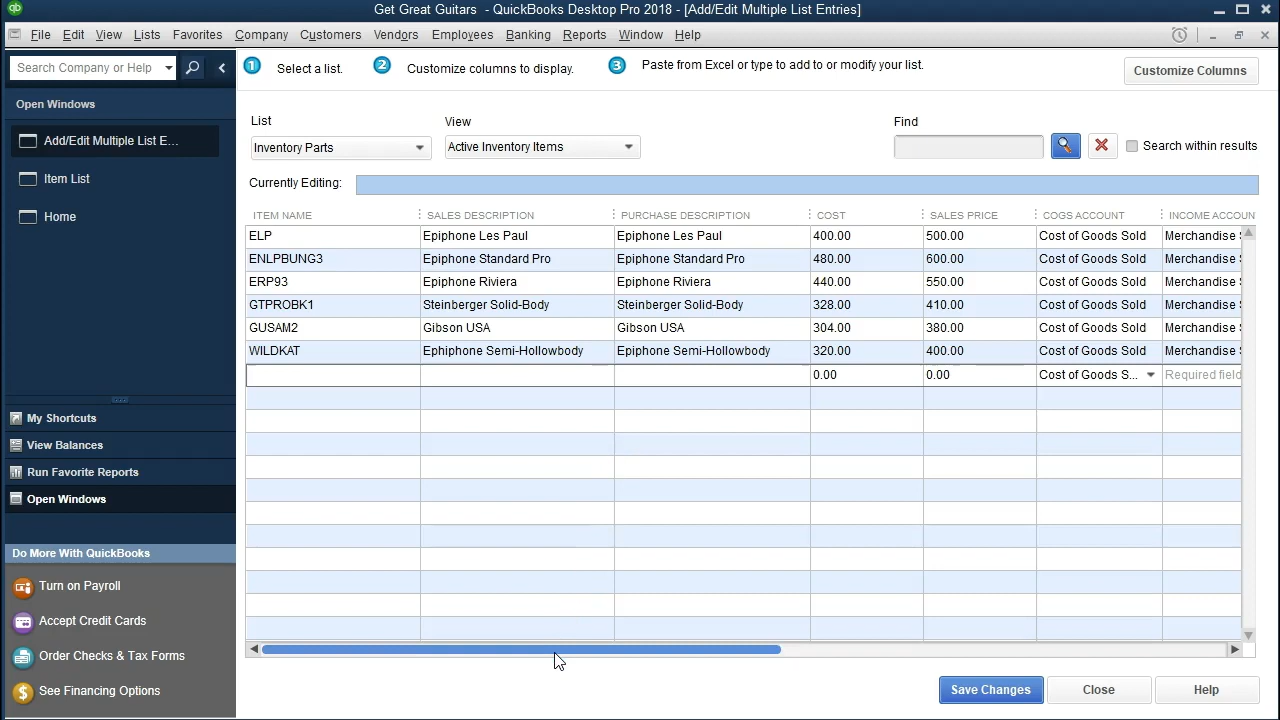 Get Great Guitars - QuickBooks Desktop Pro 2018 - [Add/Edit Multiple List Entries]
File Edit View Lists Favorites Company Customers Vendors Employees Banking Reports Window Help
Search Company or Help
1 Select a list. 2 Customize columns to display. 3 Paste from Excel or type to add to or modify your list.
Customize Columns
Open Windows
Add/Edit Multiple List E...
Item List
Home
My Shortcuts
View Balances
Run Favorite Reports
Open Windows
Do More With QuickBooks
Turn on Payroll
Accept Credit Cards
Order Checks & Tax Forms
See Financing Options
List View Find
Inventory Parts Active Inventory Items Search within results
Currently Editing:
ITEM NAME SALES DESCRIPTION PURCHASE DESCRIPTION COST SALES PRICE COGS ACCOUNT INCOME ACCOUN
ELP Epiphone Les Paul Epiphone Les Paul 400.00 500.00 Cost of Goods Sold Merchandise S
ENLPBUNG3 Epiphone Standard Pro Epiphone Standard Pro 480.00 600.00 Cost of Goods Sold Merchandise S
ERP93 Epiphone Riviera Epiphone Riviera 440.00 550.00 Cost of Goods Sold Merchandise S
GTPROBK1 Steinberger Solid-Body Steinberger Solid-Body 328.00 410.00 Cost of Goods Sold Merchandise S
GUSAM2 Gibson USA Gibson USA 304.00 380.00 Cost of Goods Sold Merchandise S
WILDKAT Ephiphone Semi-Hollowbody Epiphone Semi-Hollowbody 320.00 400.00 Cost of Goods Sold Merchandise S
0.00 0.00 Cost of Goods S... Required field
Save Changes Close Help